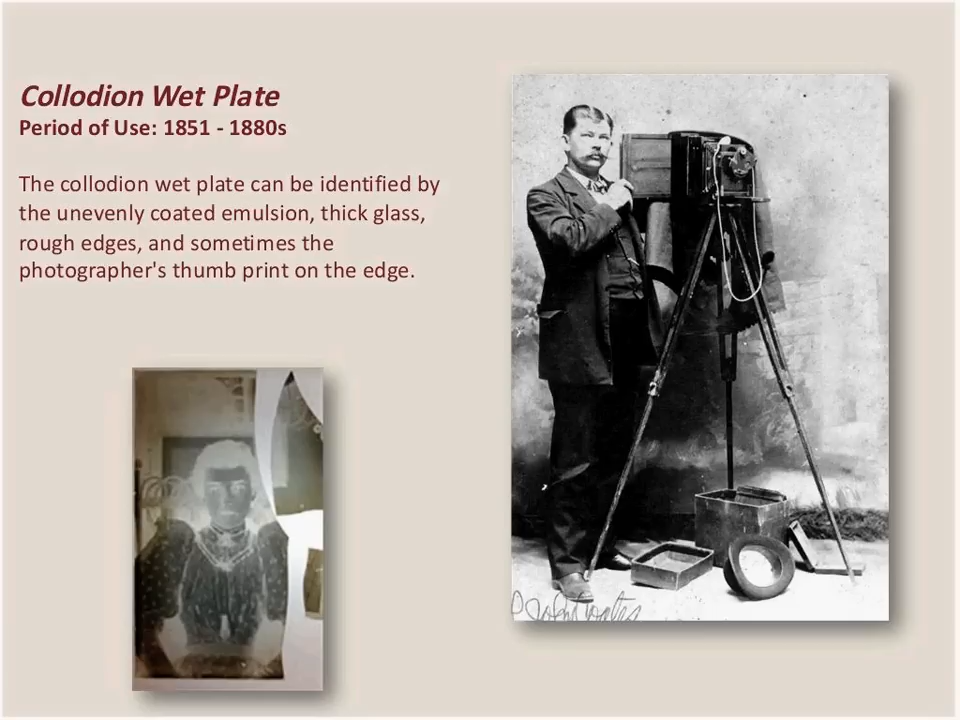 Collodion Wet Plate
Period of Use: 1851 - 1880s
The collodion wet plate can be identified by
the unevenly coated emulsion, thick glass,
rough edges, and sometimes the
photographer's thumb print on the edge.